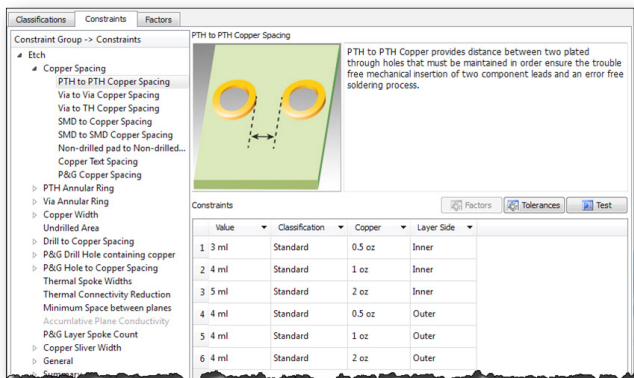 Classifications
Constraints
Factors
Constraint Group -> Constraints
Etch
Copper Spacing
PTH to PTH Copper Spacing
Via to Via Copper Spacing
Via to TH Copper Spacing
SMD to Copper Spacing
SMD to SMD Copper Spacing
Non-drilled pad to Non-drilled...
Copper Text Spacing
P&G Copper Spacing
PTH Annular Ring
Via Annular Ring
Copper Width
Undrilled Area
Drill to Copper Spacing
P&G Drill Hole containing copper
P&G Hole to Copper Spacing
Thermal Spoke Widths
Thermal Connectivity Reduction
Minimum Space between planes
Accumlative Plane Conductivity
P&G Layer Spoke Count
Copper Sliver Width
General
Summary
PTH to PTH Copper Spacing
PTH to PTH Copper provides distance between two plated
through holes that must be maintained in order ensure the trouble
free mechanical insertion of two component leads and an error free
soldering process.
Constraints
Factors
Tolerances
Test
Value Classification Copper Layer Side
1 3 ml Standard 0.5 oz Inner
2 4 ml Standard 1 oz Inner
3 5 ml Standard 2 oz Inner
4 4 ml Standard 0.5 oz Outer
5 4 ml Standard 1 oz Outer
6 4 ml Standard 2 oz Outer